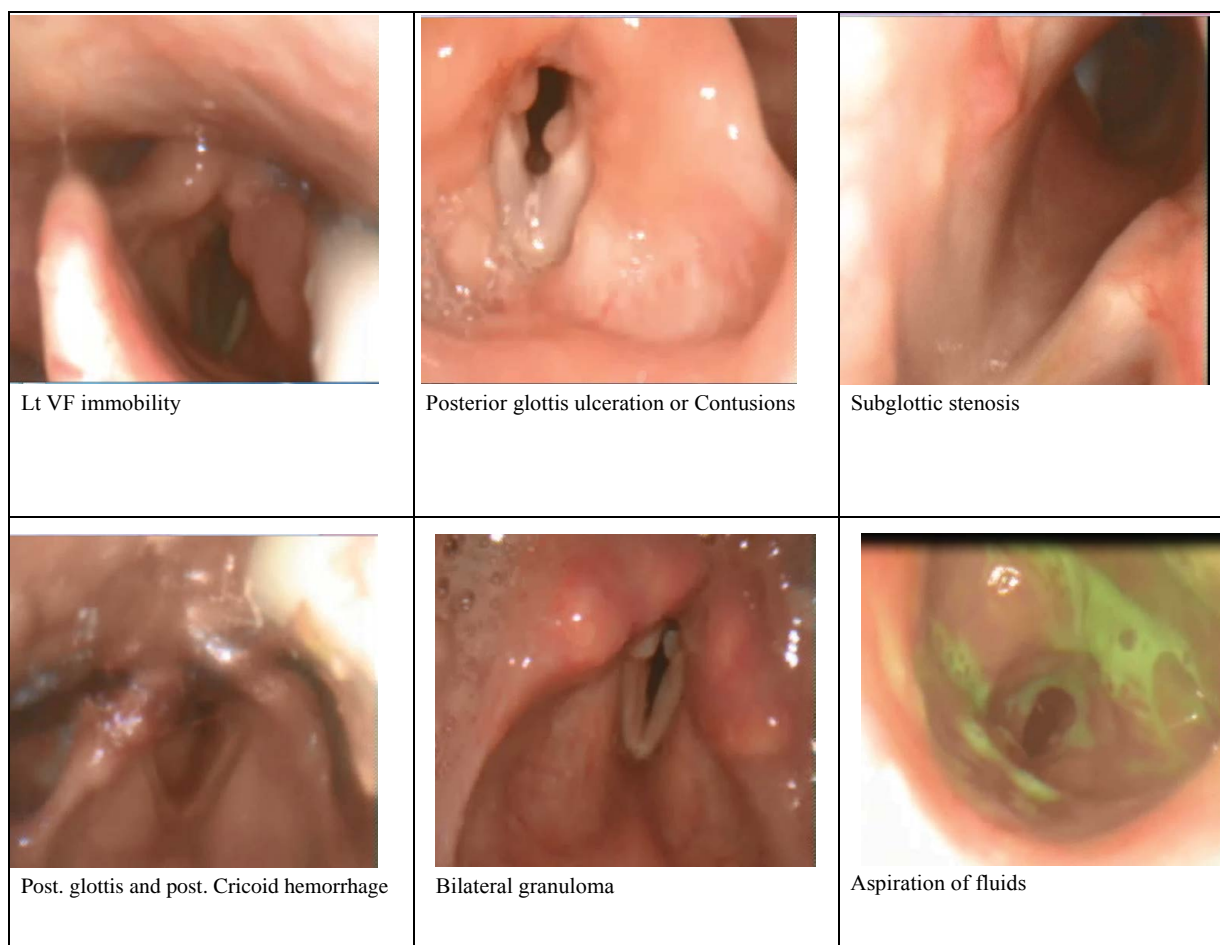 Lt VF immobility
Posterior glottis ulceration or Contusions
Subglottic stenosis
Post. glottis and post. Cricoid hemorrhage
Bilateral granuloma
Aspiration of fluids